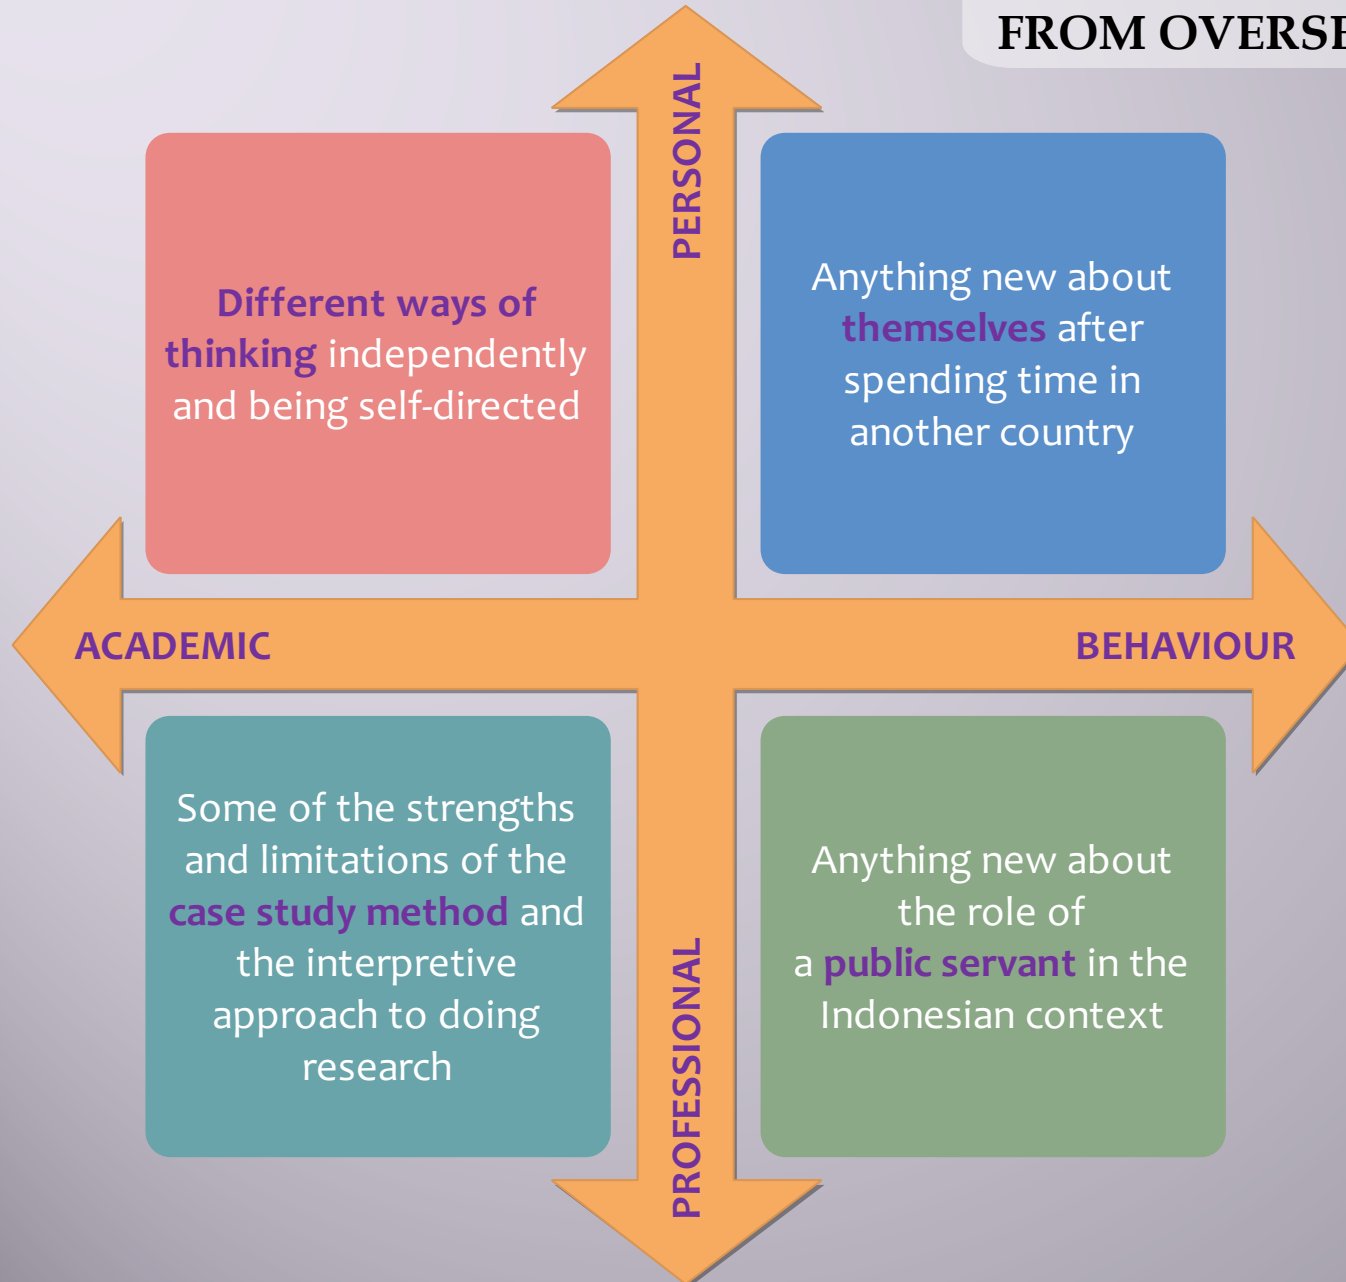 FROM OVERSE
PERSONAL
Different ways of
thinking independently
and being self-directed
Anything new about
themselves after
spending time in
another country
ACADEMIC
BEHAVIOUR
Some of the strengths
and limitations of the
case study method and
the interpretive
approach to doing
research
Anything new about
the role of
a public servant in the
Indonesian context
PROFESSIONAL